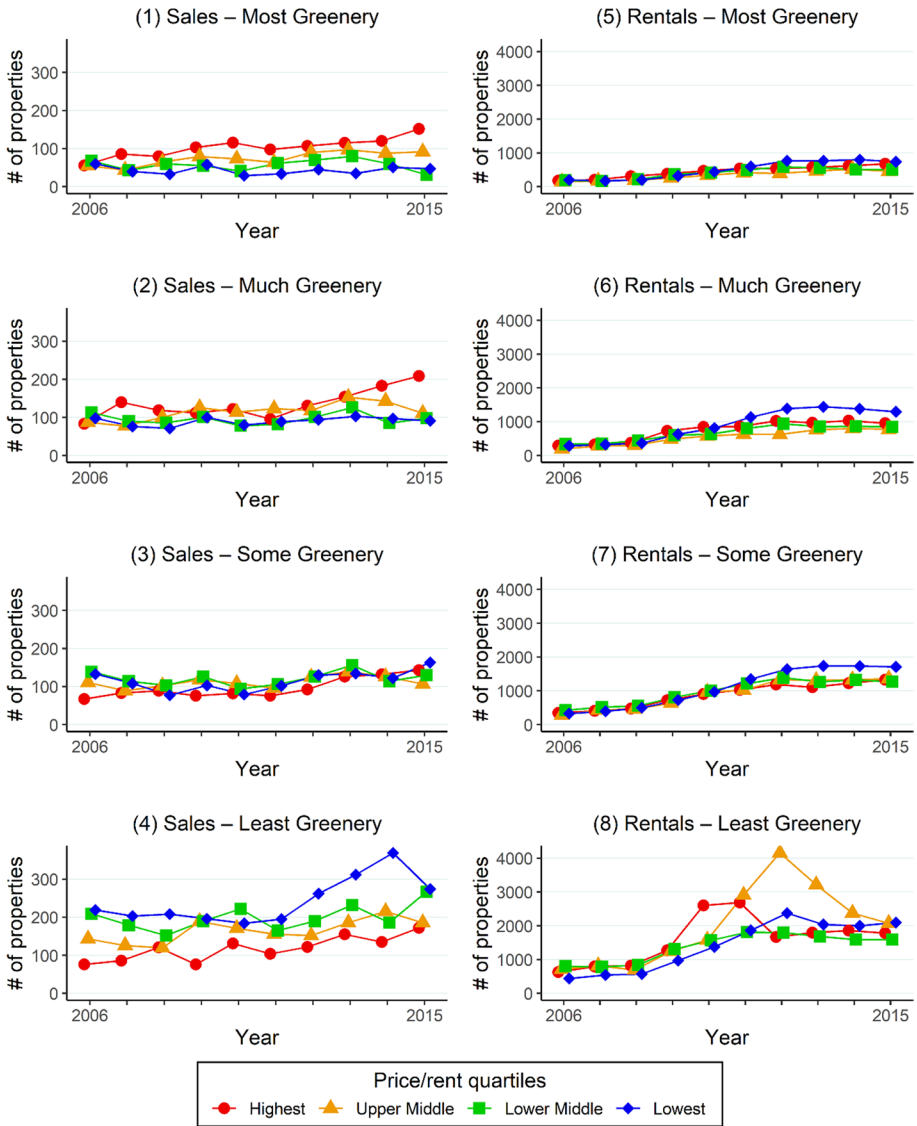 (1) Sales – Most Greenery
# of properties
300
200
100
0
2006
2015
Year
(5) Rentals – Most Greenery
# of properties
4000
3000
2000
1000
0
2006
2015
Year
(2) Sales – Much Greenery
# of properties
300
200
100
0
2006
2015
Year
(6) Rentals – Much Greenery
# of properties
4000
3000
2000
1000
0
2006
2015
Year
(3) Sales – Some Greenery
# of properties
300
200
100
0
2006
2015
Year
(7) Rentals – Some Greenery
# of properties
4000
3000
2000
1000
0
2006
2015
Year
(4) Sales – Least Greenery
# of properties
300
200
100
0
2006
2015
Year
(8) Rentals – Least Greenery
# of properties
4000
3000
2000
1000
0
2006
2015
Year
Price/rent quartiles
Highest Upper Middle Lower Middle Lowest